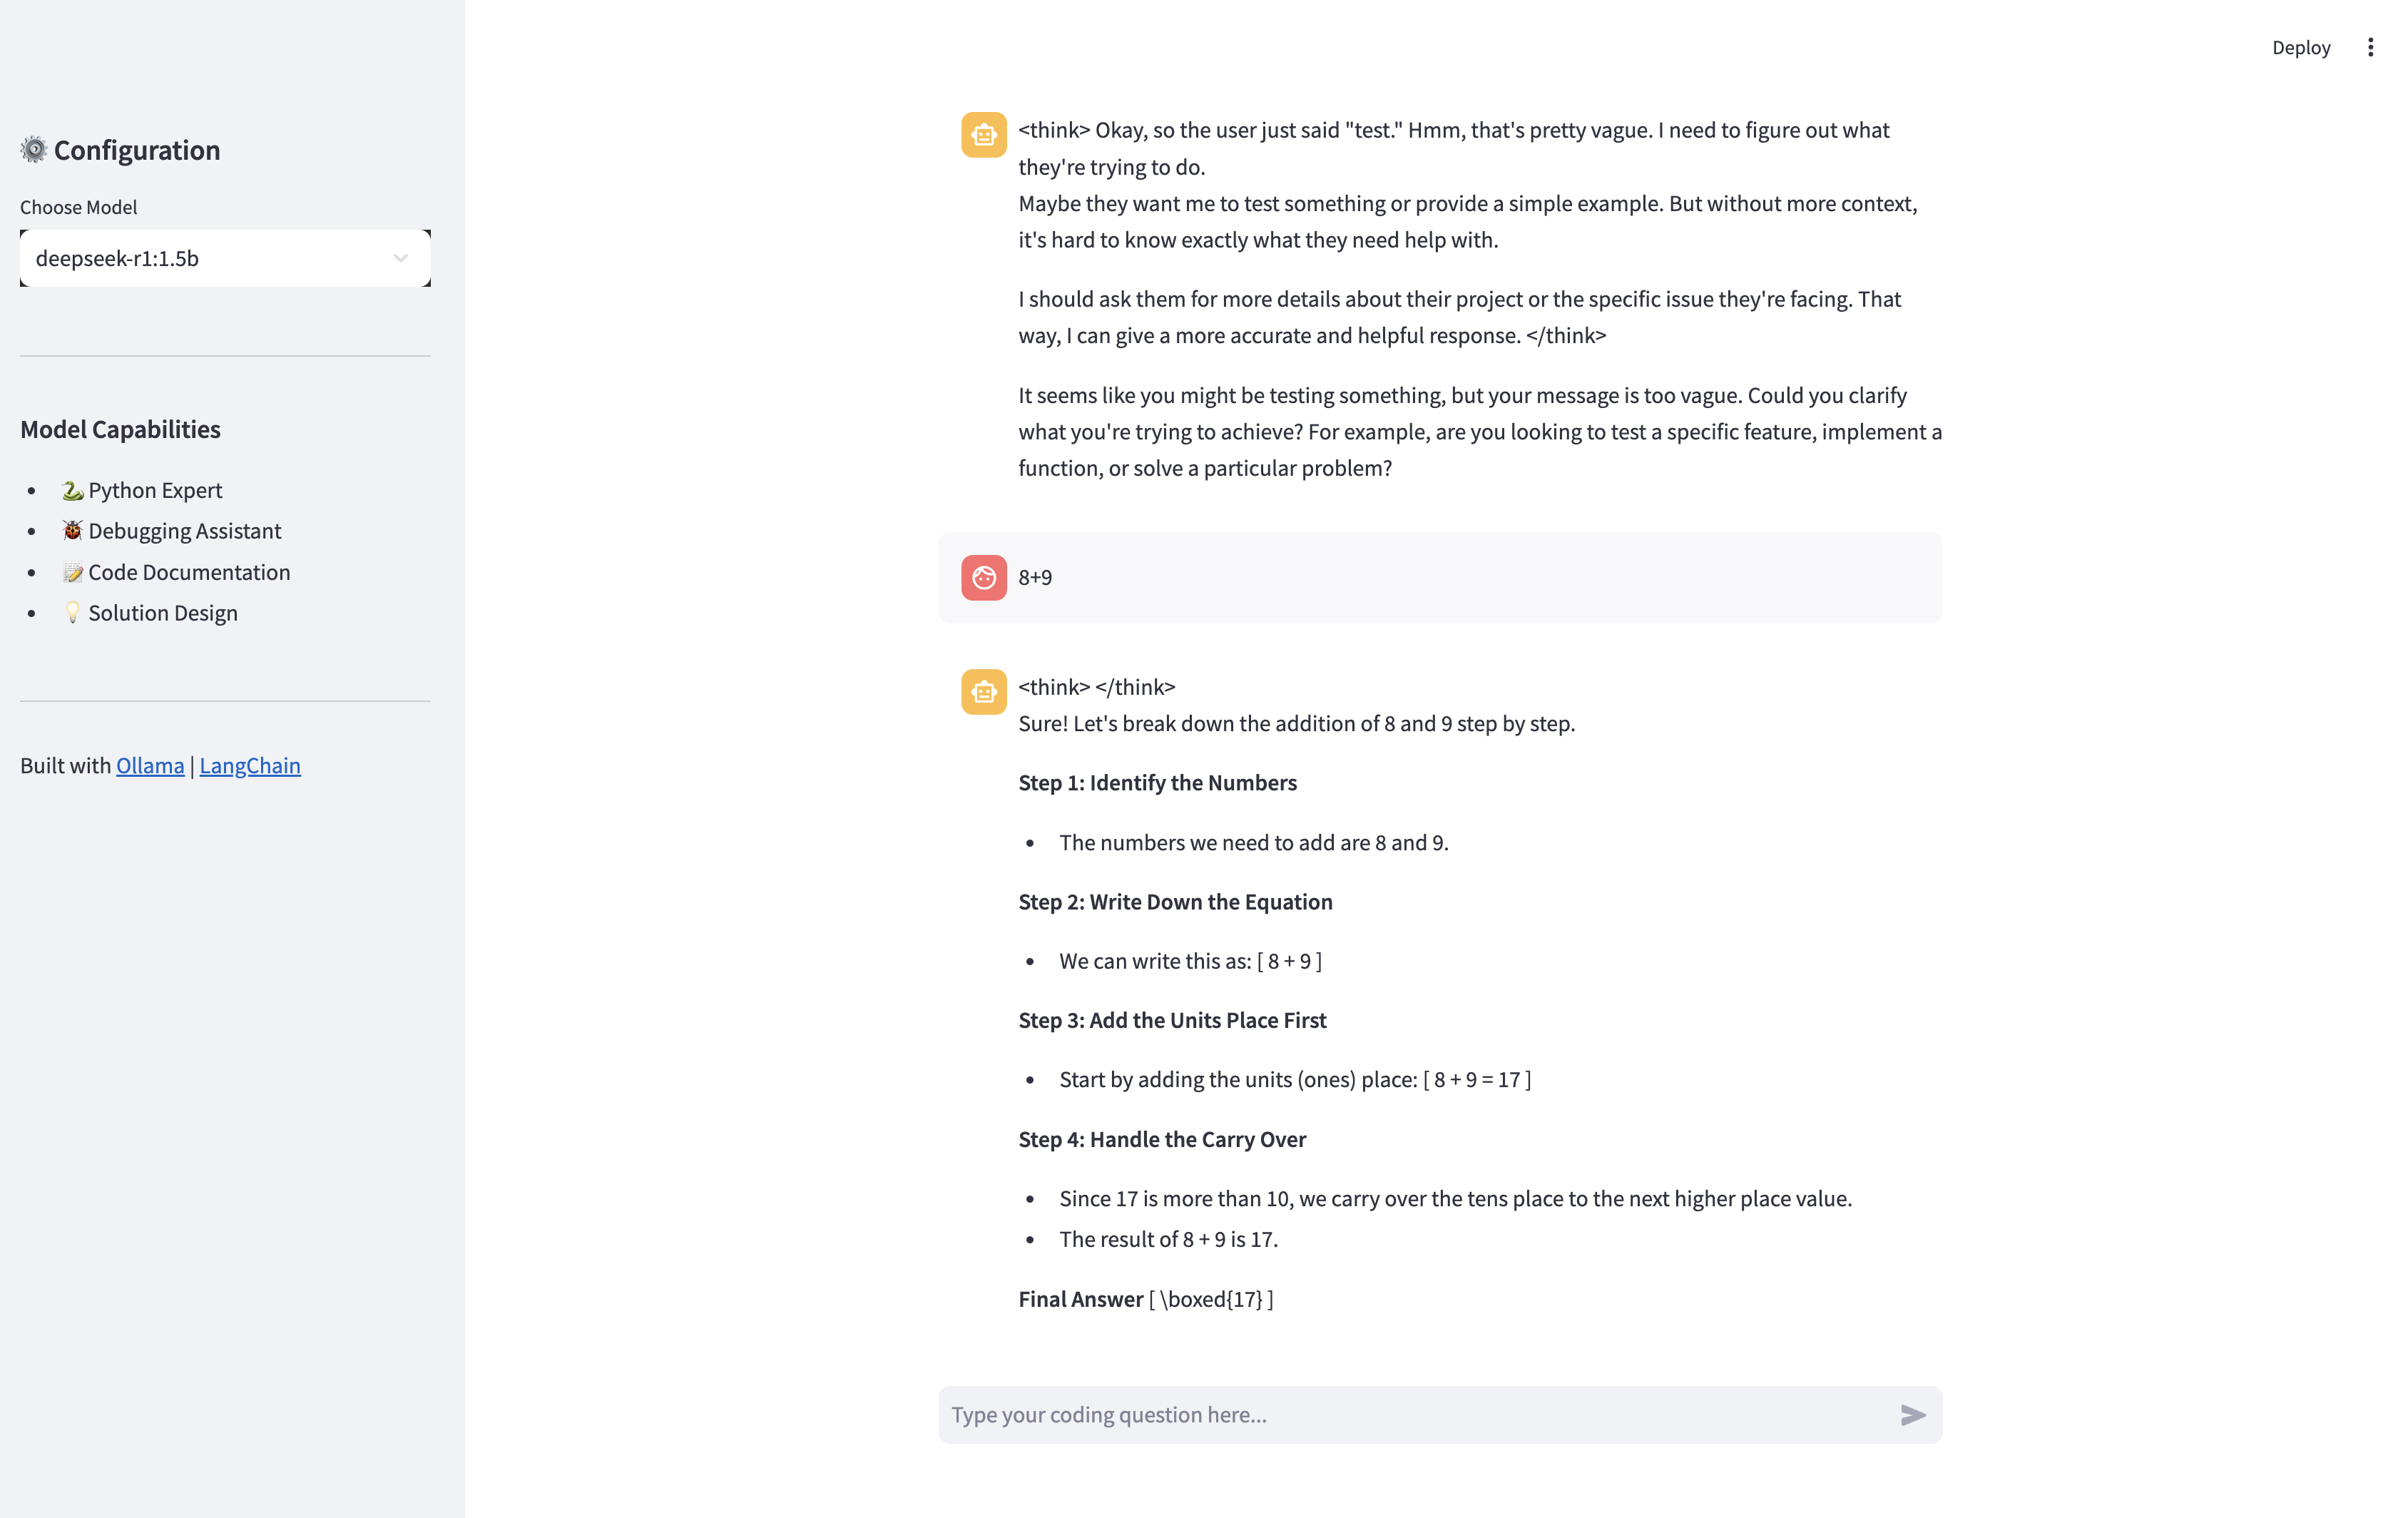 Deploy
⚙️ Configuration
Choose Model
deepseek-r1:1.5b
Model Capabilities
• 🐍 Python Expert
• 🐞 Debugging Assistant
• 📝 Code Documentation
• 💡 Solution Design
Built with Ollama | LangChain
<think> Okay, so the user just said "test." Hmm, that's pretty vague. I need to figure out what
they're trying to do.
Maybe they want me to test something or provide a simple example. But without more context,
it's hard to know exactly what they need help with.
I should ask them for more details about their project or the specific issue they're facing. That
way, I can give a more accurate and helpful response. </think>
It seems like you might be testing something, but your message is too vague. Could you clarify
what you're trying to achieve? For example, are you looking to test a specific feature, implement a
function, or solve a particular problem?
8+9
<think> </think>
Sure! Let's break down the addition of 8 and 9 step by step.
Step 1: Identify the Numbers
• The numbers we need to add are 8 and 9.
Step 2: Write Down the Equation
• We can write this as: [ 8 + 9 ]
Step 3: Add the Units Place First
• Start by adding the units (ones) place: [ 8 + 9 = 17 ]
Step 4: Handle the Carry Over
• Since 17 is more than 10, we carry over the tens place to the next higher place value.
• The result of 8 + 9 is 17.
Final Answer [ \boxed{17} ]
Type your coding question here...